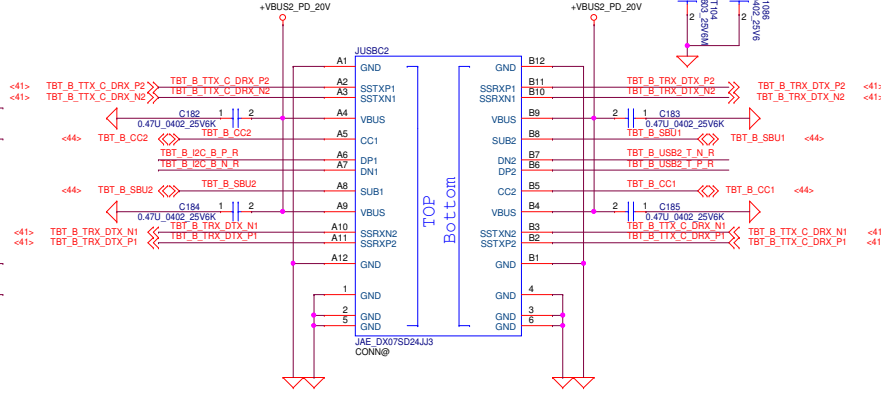 +VBUS2_PD_20V
+VBUS2_PD_20V
2
2
T104
803_25V6M
1086
402_25V6
JUSBC2
A1 GND
GND B12
<41> TBT_B_TTX_C_DRX_P2 TBT_B_TTX_C_DRX_P2 A2 SSTXP1
SSRXP1 B11 TBT_B_TRX_DTX_P2 TBT_B_TRX_DTX_P2 <41>
<41> TBT_B_TTX_C_DRX_N2 TBT_B_TTX_C_DRX_N2 A3 SSTXN1
SSRXN1 B10 TBT_B_TRX_DTX_N2 TBT_B_TRX_DTX_N2 <41>
C182 1 2 A4 VBUS
VBUS B9 2 1 C183
0.47U_0402_25V6K
0.47U_0402_25V6K
<44> TBT_B_CC2 TBT_B_CC2 A5 CC1
SUB2 B8 TBT_B_SBU1 TBT_B_SBU1 <44>
TBT_B_I2C_B_P_R A6 DP1
DN2 B7 TBT_B_USB2_T_N_R
TBT_B_I2C_B_N_R A7 DN1
DP2 B6 TBT_B_USB2_T_P_R
<44> TBT_B_SBU2 TBT_B_SBU2 A8 SUB1
CC2 B5 TBT_B_CC1 TBT_B_CC1 <44>
C184 1 2 A9 VBUS
VBUS B4 2 1 C185
0.47U_0402_25V6K
0.47U_0402_25V6K
<41> TBT_B_TRX_DTX_N1 TBT_B_TRX_DTX_N1 A10 SSRXN2
SSTXN2 B3 TBT_B_TTX_C_DRX_N1 TBT_B_TTX_C_DRX_N1 <41
<41> TBT_B_TRX_DTX_P1 TBT_B_TRX_DTX_P1 A11 SSRXP2
SSTXP2 B2 TBT_B_TTX_C_DRX_P1 TBT_B_TTX_C_DRX_P1 <41
A12 GND
GND B1
TOP
Bottom
1 GND
GND 4
2 GND
GND 3
5 GND
GND 6
JAE_DX07SD24JJ3
CONN@